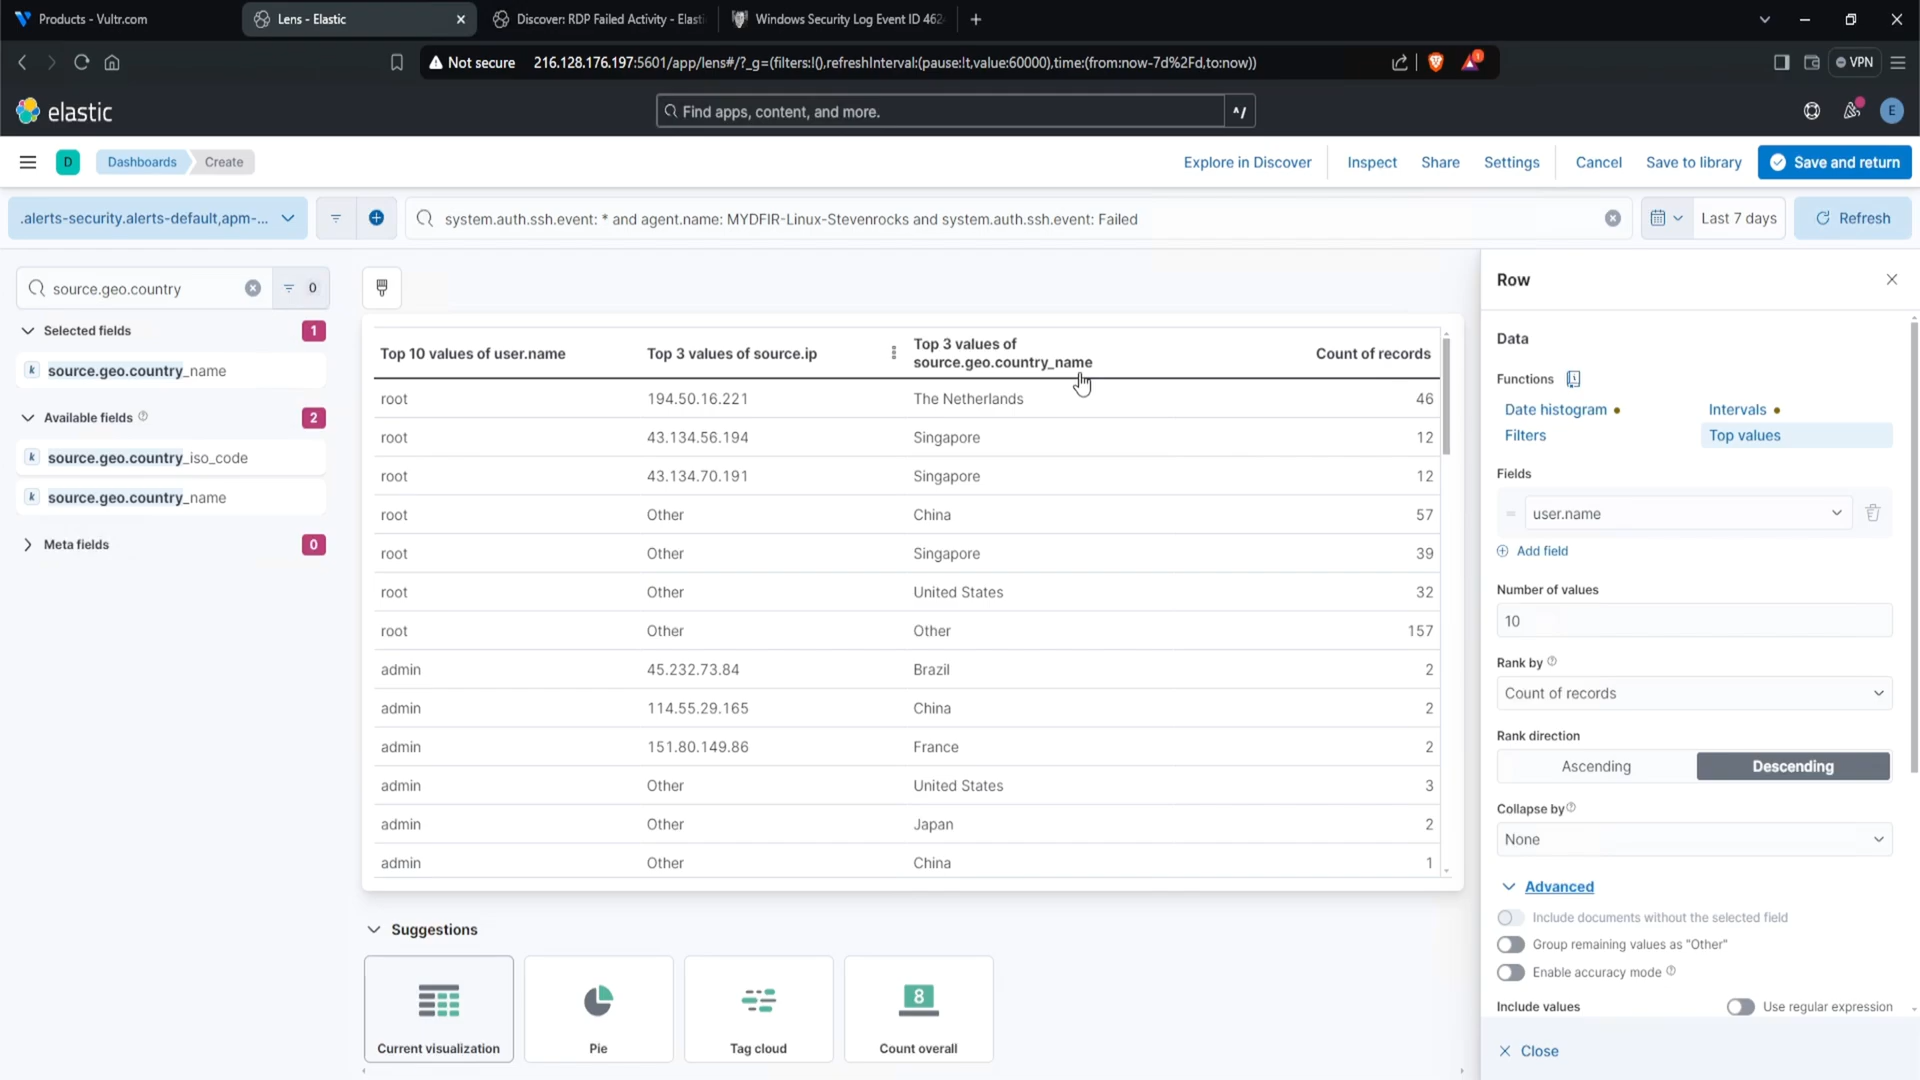 Products - Vultr.com
Lens - Elastic
Discover: RDP Failed Activity - Elasti
Windows Security Log Event ID 462
Not secure 216.128.176.197:5601/app/lens#/?_g=(filters:!(),refreshInterval:(pause:!t,value:60000),time:(from:now-7d%2Fd,to:now))
1
VPN
elastic
Find apps, content, and more.
^/
E
D
Dashboards
Create
Explore in Discover
Inspect
Share
Settings
Cancel
Save to library
Save and return
.alerts-security.alerts-default,apm-...
system.auth.ssh.event: * and agent.name: MYDFIR-Linux-Stevenrocks and system.auth.ssh.event: Failed
Last 7 days
Refresh
source.geo.country
0
Selected fields 1
k source.geo.country_name
Available fields 2
k source.geo.country_iso_code
k source.geo.country_name
Meta fields 0
Top 10 values of user.name
Top 3 values of source.ip
Top 3 values of
source.geo.country_name
Count of records
root 194.50.16.221 The Netherlands 46
root 43.134.56.194 Singapore 12
root 43.134.70.191 Singapore 12
root Other China 57
root Other Singapore 39
root Other United States 32
root Other Other 157
admin 45.232.73.84 Brazil 2
admin 114.55.29.165 China 2
admin 151.80.149.86 France 2
admin Other United States 3
admin Other Japan 2
admin Other China 1
Suggestions
Current visualization
Pie
Tag cloud
8
Count overall
Row
Data
Functions
Date histogram
Intervals
Filters
Top values
Fields
user.name
Add field
Number of values
10
Rank by
Count of records
Rank direction
Ascending
Descending
Collapse by
None
Advanced
Include documents without the selected field
Group remaining values as "Other"
Enable accuracy mode
Include values
Use regular expression
Close